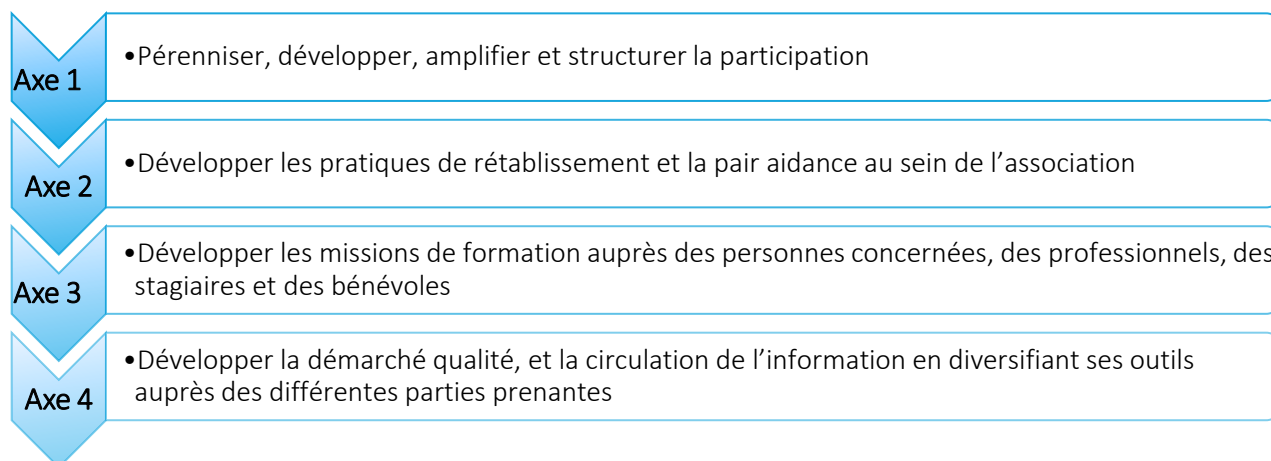 Axe 1
•Pérenniser, développer, amplifier et structurer la participation
Axe 2
•Développer les pratiques de rétablissement et la pair aidance au sein de l’association
Axe 3
•Développer les missions de formation auprès des personnes concernées, des professionnels, des
stagiaires et des bénévoles
Axe 4
•Développer la démarché qualité, et la circulation de l’information en diversifiant ses outils
auprès des différentes parties prenantes